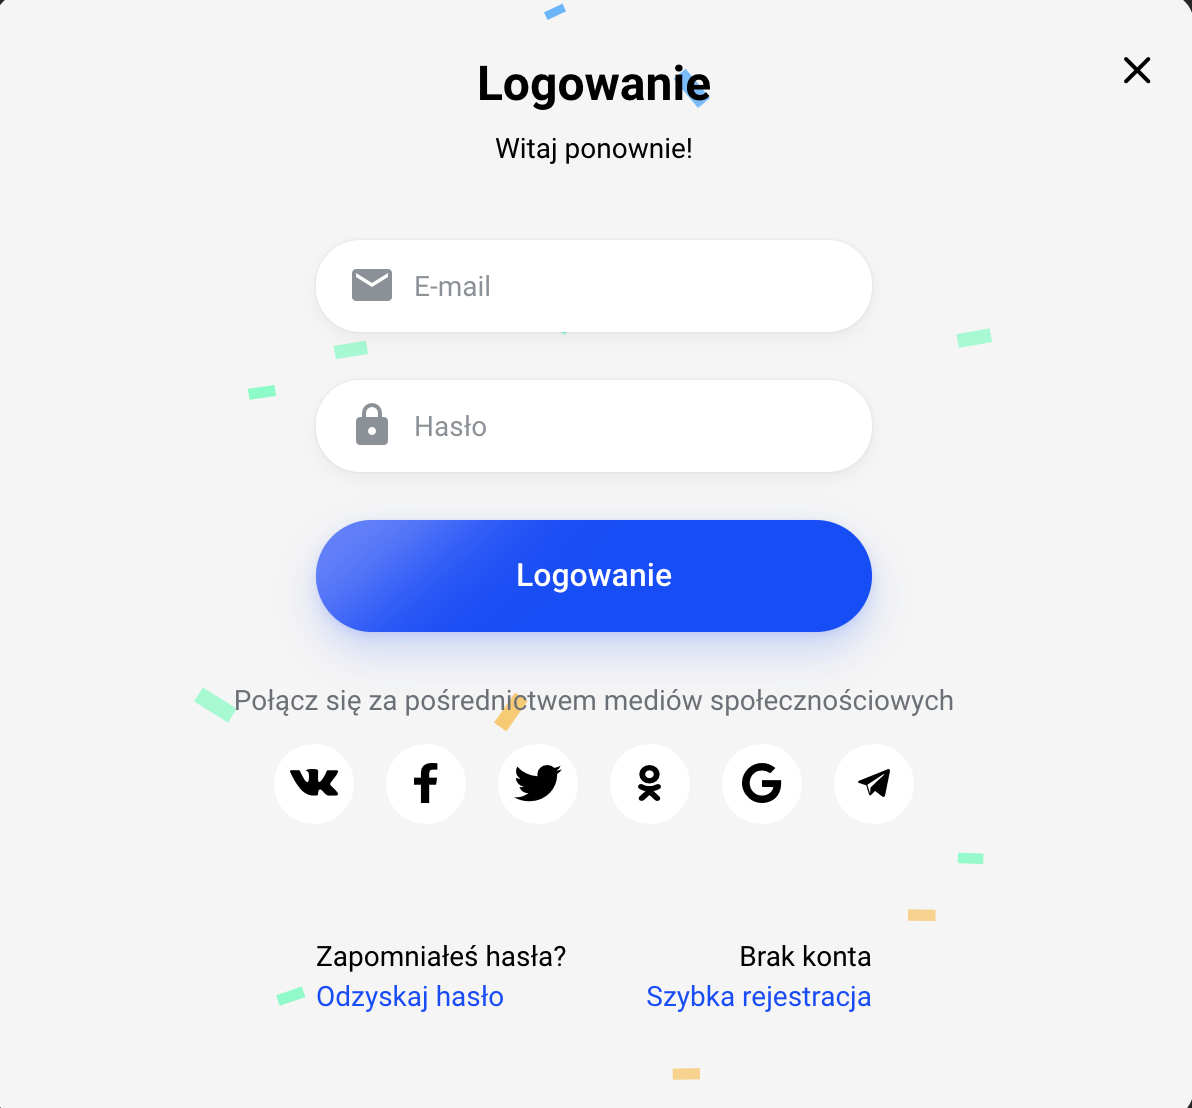 Logowanie
Witaj ponownie!
E-mail
Hasło
Logowanie
Połącz się za pośrednictwem mediów społecznościowych
Zapomniałeś hasła?
Brak konta
Odzyskaj hasło
Szybka rejestracja